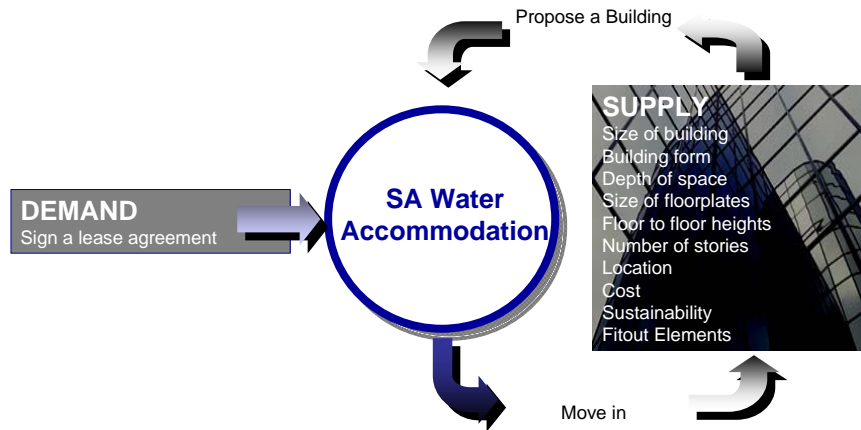 Propose a Building
SUPPLY
Size of building
Building form
Depth of space
Size of floorplates
Floor to floor heights
Number of stories
Location
Cost
Sustainability
Fitout Elements
SA Water
Accommodation
DEMAND
Sign a lease agreement
Move in